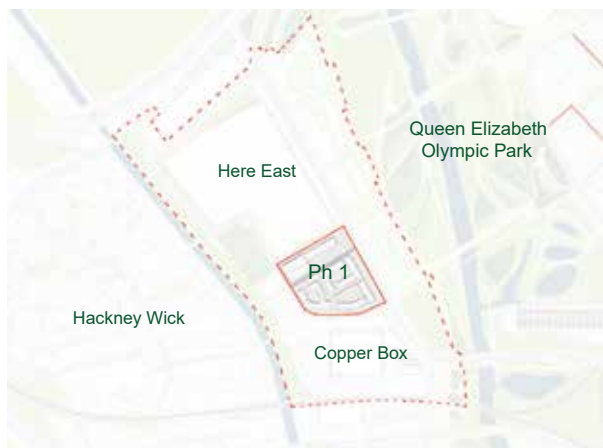 Queen Elizabeth
Olympic Park
Here East
Ph 1
Hackney Wick
Copper Box